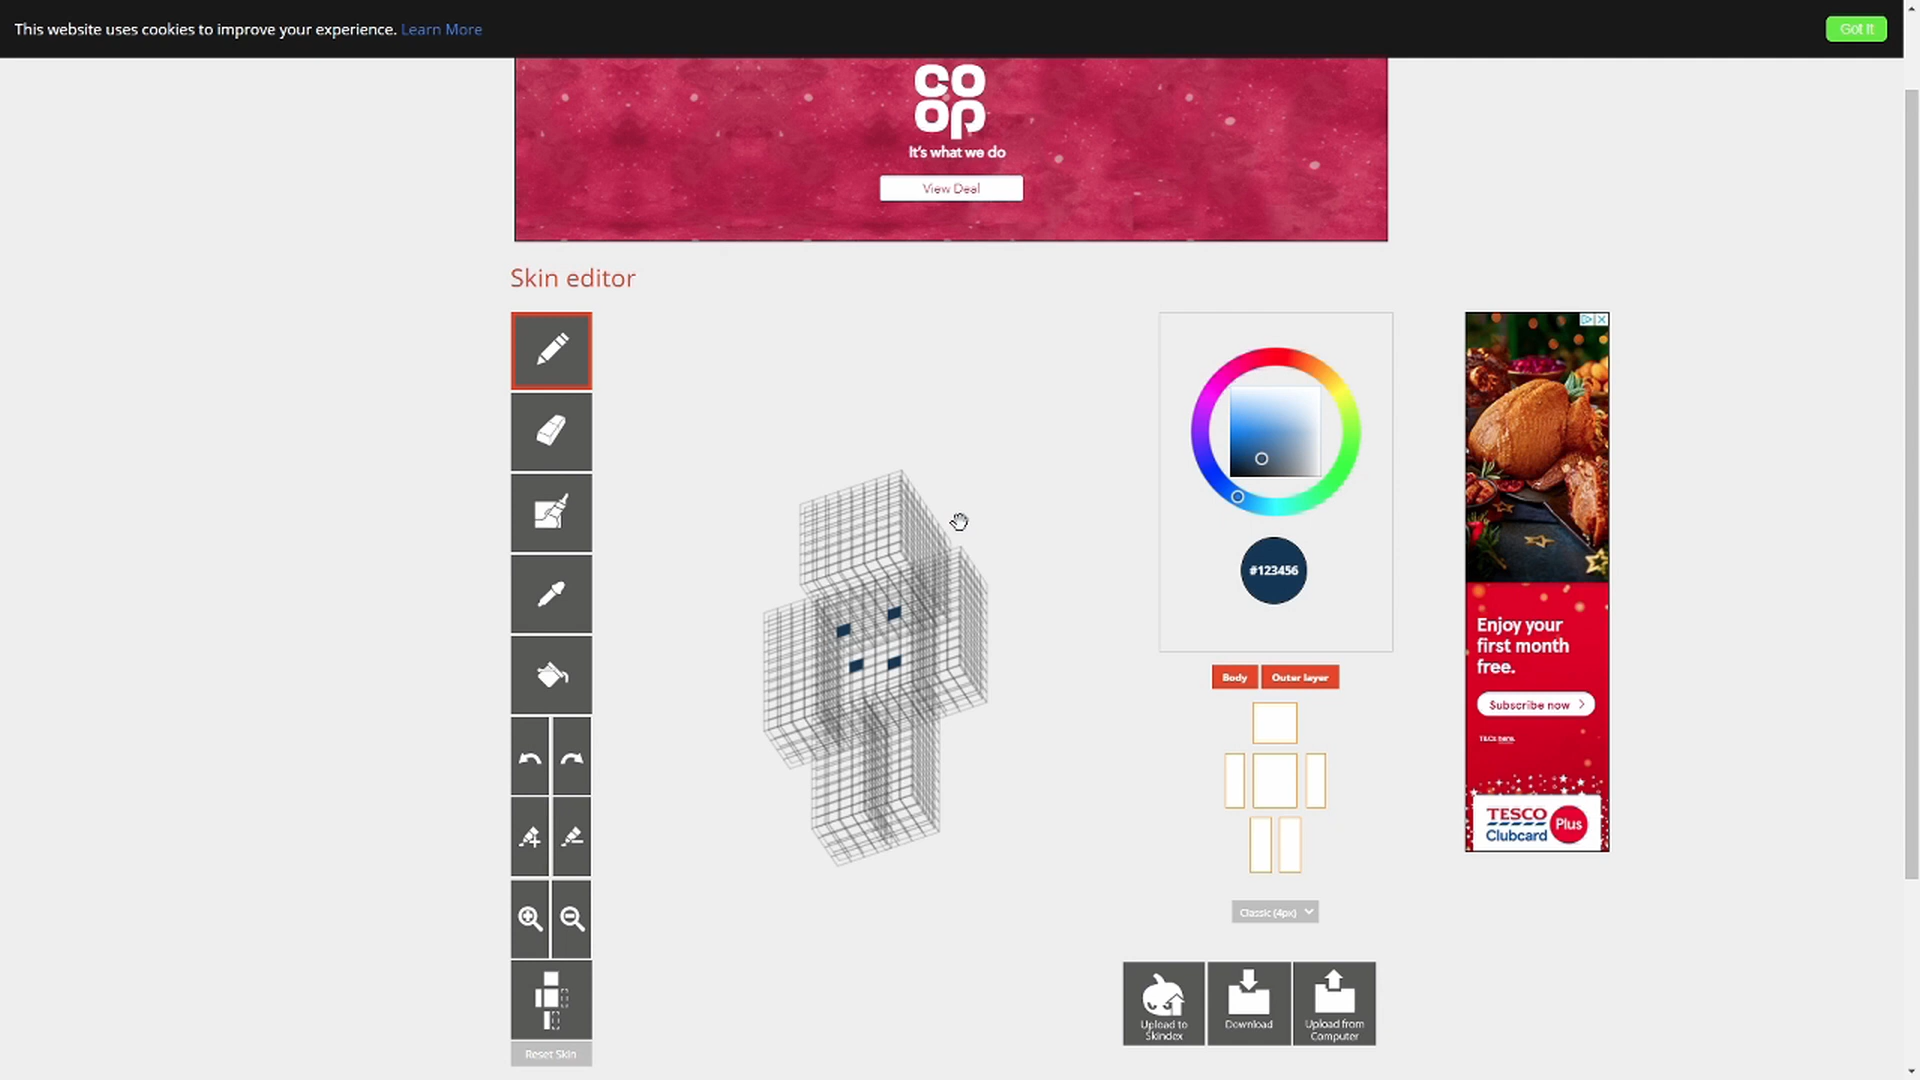 This website uses cookies to improve your experience. Learn More
Got It
CO
OP
It's what we do
View Deal
Skin editor
#123456
Body
Outer layer
Classic (4px)
Enjoy your
first month
free.
Subscribe now
T&Cs here.
TESCO
Clubcard
Plus
Upload to
Skindex
Download
Upload from
Computer
Reset Skin